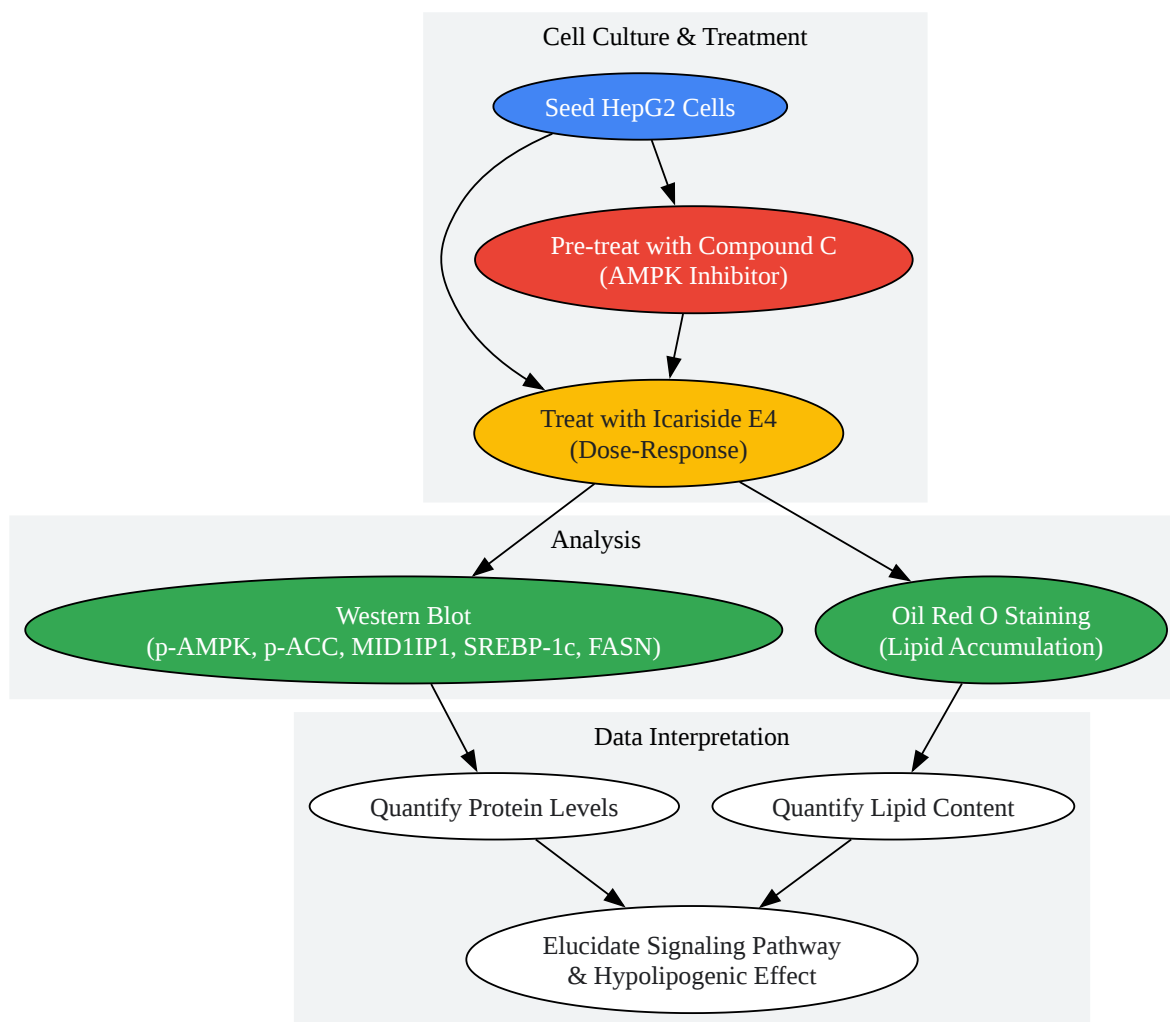 Cell Culture & Treatment
Seed HepG2 Cells
Pre-treat with Compound C
(AMPK Inhibitor)
Treat with Icariside E4
(Dose-Response)
Analysis
Western Blot
(p-AMPK, p-ACC, MID1IP1, SREBP-1c, FASN)
Oil Red O Staining
(Lipid Accumulation)
Data Interpretation
Quantify Protein Levels
Quantify Lipid Content
Elucidate Signaling Pathway
& Hypolipogenic Effect